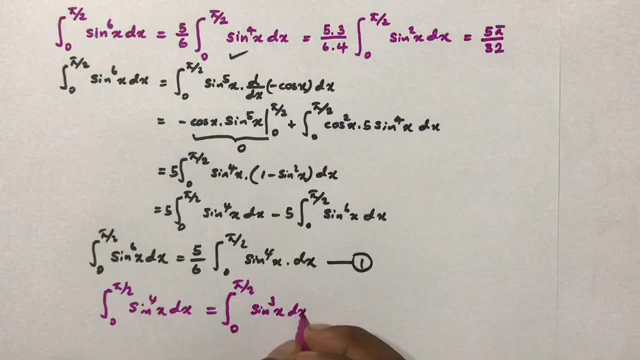 ∫₀^{π/2} sin⁶x dx = 5/6 ∫₀^{π/2} sin⁴x dx = 5.3/6.4 ∫₀^{π/2} sin²x dx = 5π/32
∫₀^{π/2} sin⁶x dx = ∫₀^{π/2} sin⁵x . d/dx (-cosx) dx
= -cosx . sin⁵x |₀^{π/2} + ∫₀^{π/2} cos²x . 5 sin⁴x dx
0
= 5∫₀^{π/2} sin⁴x . (1 - sin²x) dx
= 5∫₀^{π/2} sin⁴x dx - 5 ∫₀^{π/2} sin⁶x dx
∫₀^{π/2} sin⁶x dx = 5/6 ∫₀^{π/2} sin⁴x . dx — ①
∫₀^{π/2} sin⁴x dx = ∫₀^{π/2} sin³x dx